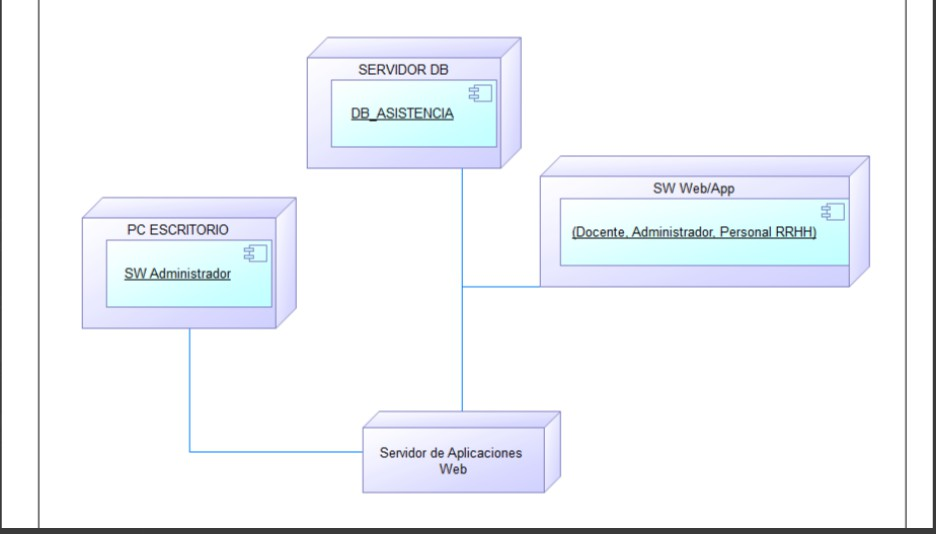 SERVIDOR DB
DB_ASISTENCIA
SW Web/App
(Docente, Administrador, Personal RRHH)
PC ESCRITORIO
SW Administrador
Servidor de Aplicaciones
Web